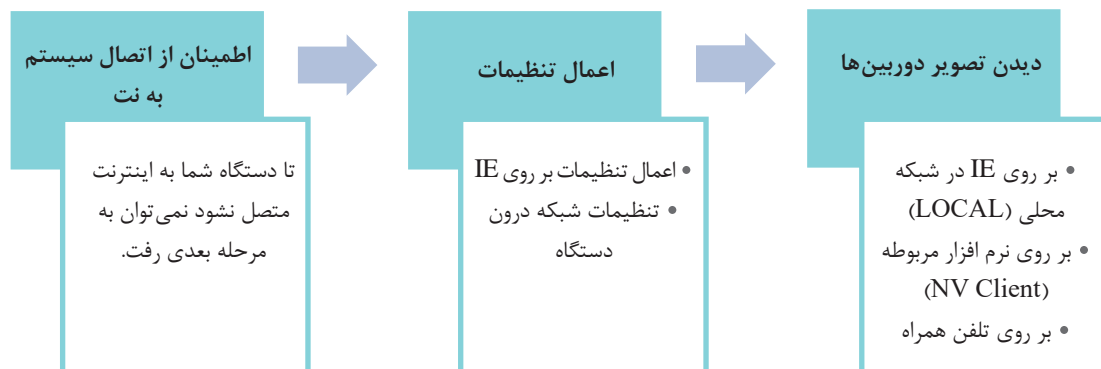 اطمینان از اتصال سیستم
به نت
تا دستگاه شما به اینترنت
متصل نشود نمی‌توان به
مرحله بعدی رفت.
اعمال تنظیمات
• اعمال تنظیمات بر روی IE
• تنظیمات شبکه درون
دستگاه
دیدن تصویر دوربین‌ها
• بر روی IE در شبکه
محلی (LOCAL)
• بر روی نرم افزار مربوطه
(NV Client)
• بر روی تلفن همراه